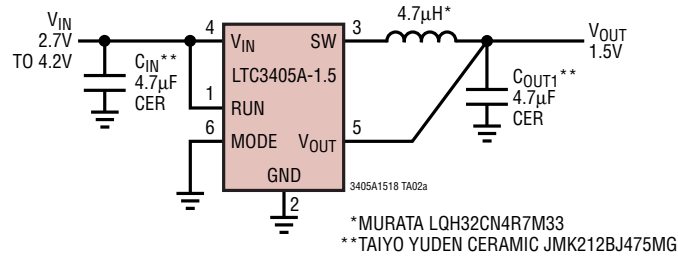 4.7µH*
VIN
2.7V
TO 4.2V
4
VIN
SW
3
VOUT
1.5V
CIN**
4.7µF
CER
LTC3405A-1.5
COUT1**
4.7µF
CER
1
RUN
6
MODE
VOUT
5
GND
3405A1518 TA02a
2
*MURATA LQH32CN4R7M33
**TAIYO YUDEN CERAMIC JMK212BJ475MG